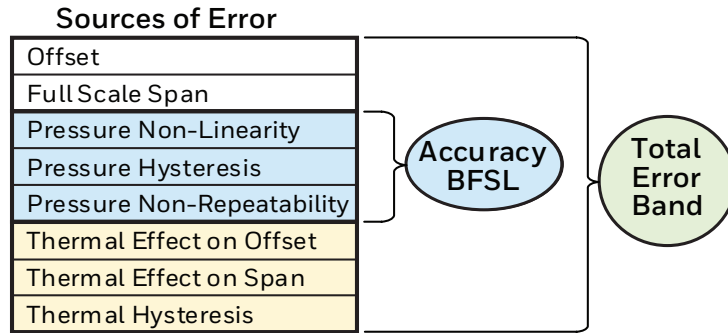 Sources of Error
Offset
Full Scale Span
Pressure Non-Linearity
Pressure Hysteresis
Pressure Non-Repeatability
Thermal Effect on Offset
Thermal Effect on Span
Thermal Hysteresis
Accuracy
BFSL
Total
Error
Band